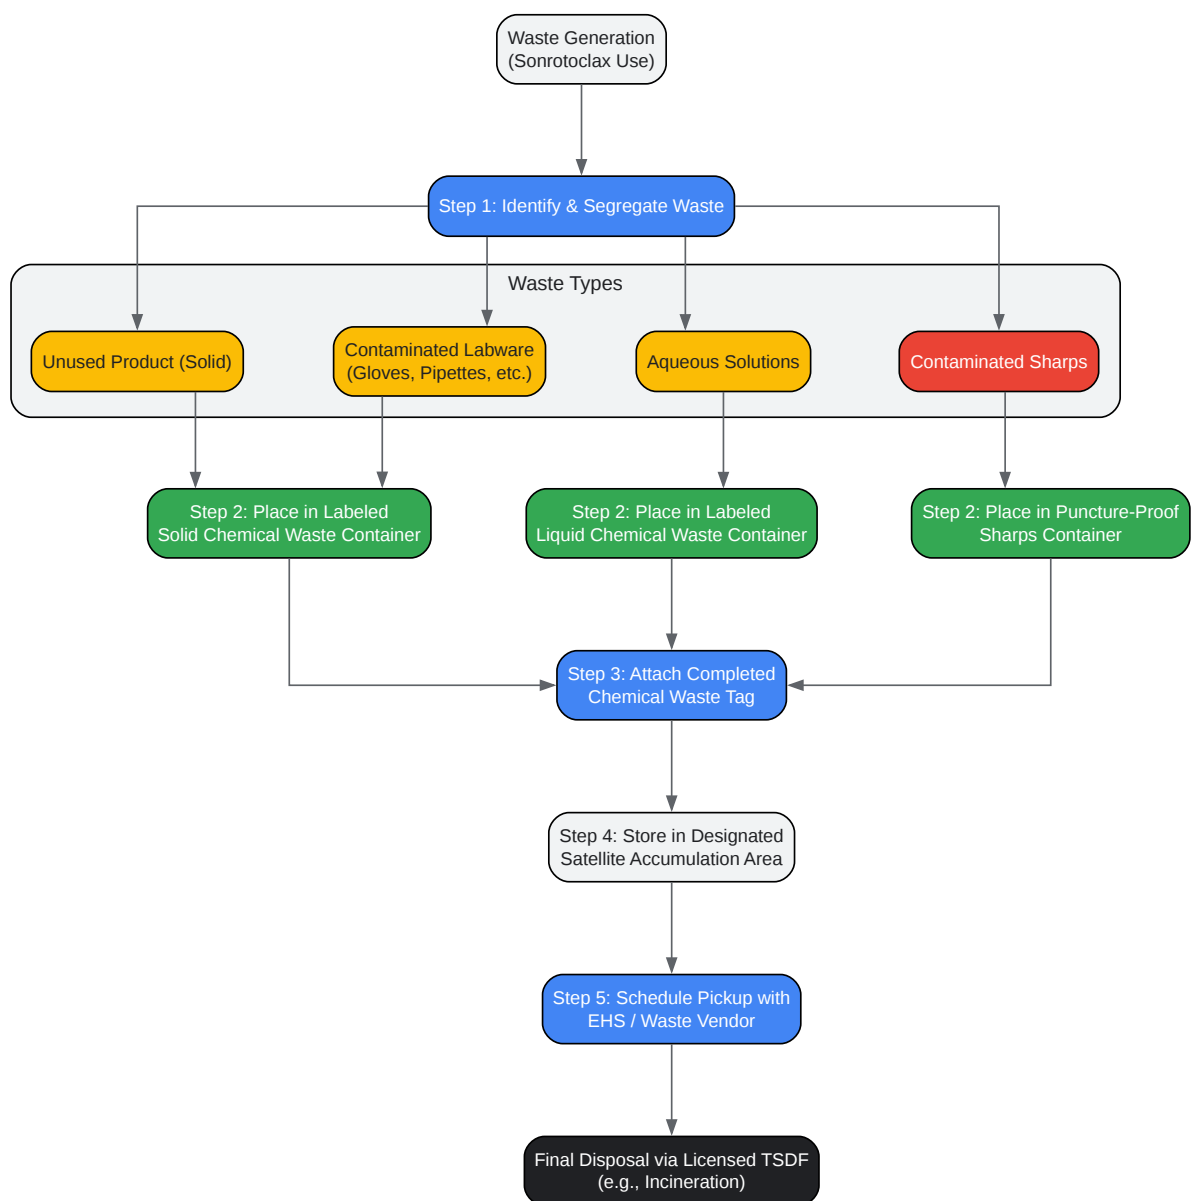 Waste Generation
(Sonrotoclax Use)
Step 1: Identify & Segregate Waste
Waste Types
Unused Product (Solid)
Contaminated Labware
(Gloves, Pipettes, etc.)
Aqueous Solutions
Contaminated Sharps
Step 2: Place in Labeled
Solid Chemical Waste Container
Step 2: Place in Labeled
Liquid Chemical Waste Container
Step 2: Place in Puncture-Proof
Sharps Container
Step 3: Attach Completed
Chemical Waste Tag
Step 4: Store in Designated
Satellite Accumulation Area
Step 5: Schedule Pickup with
EHS / Waste Vendor
Final Disposal via Licensed TSDF
(e.g., Incineration)